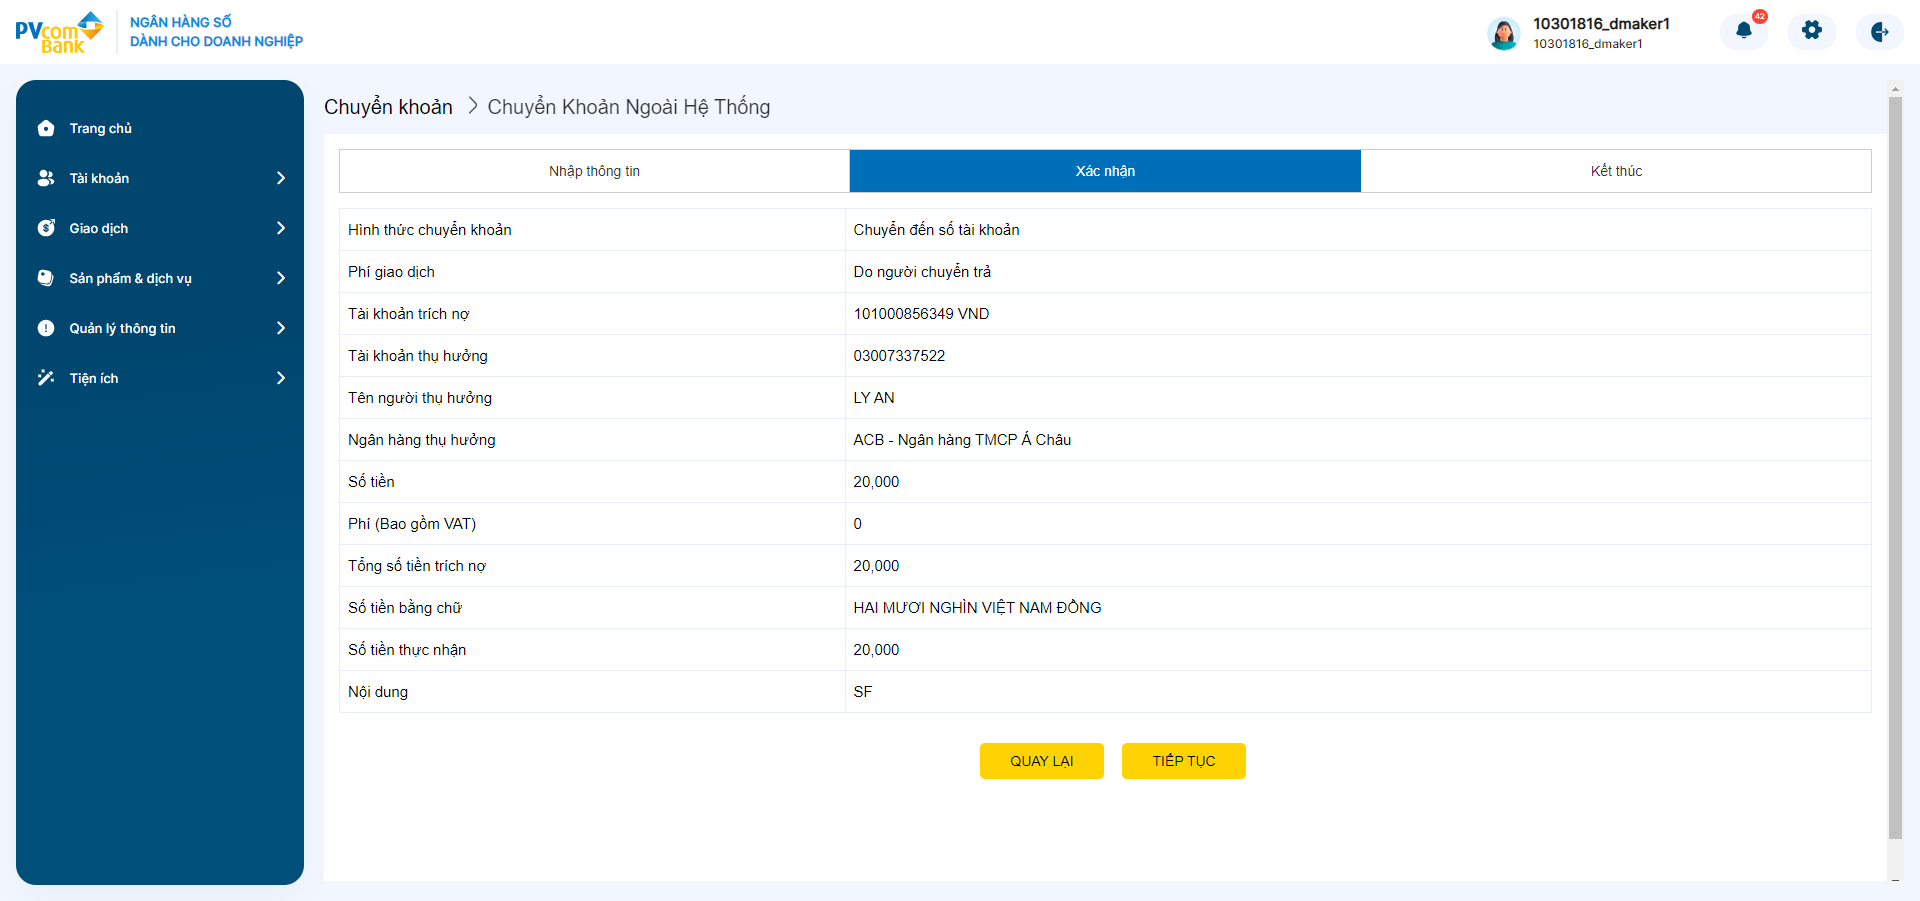 PVcomBank
NGÂN HÀNG SỐ
DÀNH CHO DOANH NGHIỆP
10301816_dmaker1
10301816_dmaker1
42
Trang chủ
Tài khoản
Giao dịch
Sản phẩm & dịch vụ
Quản lý thông tin
Tiện ích
Chuyển khoản > Chuyển Khoản Ngoài Hệ Thống
Nhập thông tin Xác nhận Kết thúc
Hình thức chuyển khoản Chuyển đến số tài khoản
Phí giao dịch Do người chuyển trả
Tài khoản trích nợ 101000856349 VND
Tài khoản thụ hưởng 03007337522
Tên người thụ hưởng LY AN
Ngân hàng thụ hưởng ACB - Ngân hàng TMCP Á Châu
Số tiền 20,000
Phí (Bao gồm VAT) 0
Tổng số tiền trích nợ 20,000
Số tiền bằng chữ HAI MƯƠI NGHÌN VIỆT NAM ĐỒNG
Số tiền thực nhận 20,000
Nội dung SF
QUAY LẠI TIẾP TỤC